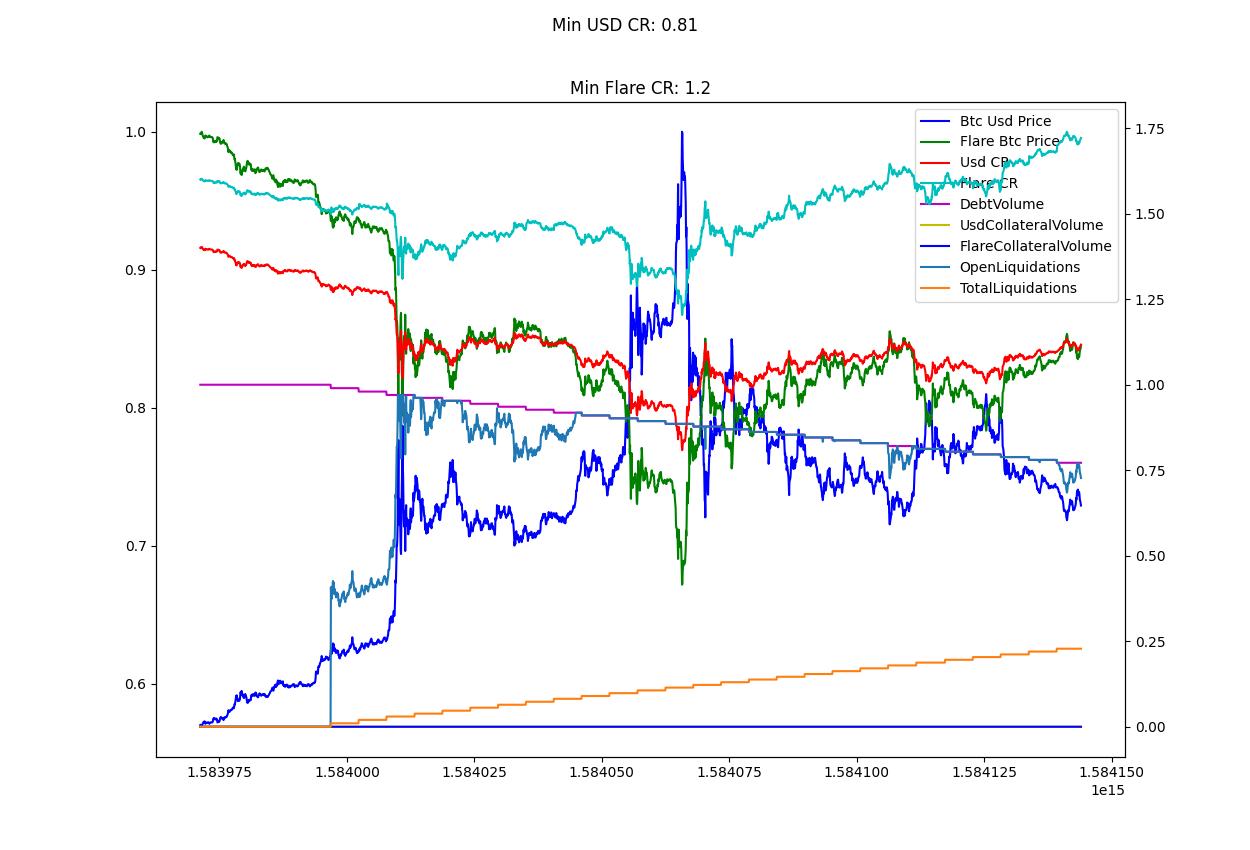 Min USD CR: 0.81
Min Flare CR: 1.2
Btc Usd Price
Flare Btc Price
Usd CR
Flare CR
DebtVolume
UsdCollateralVolume
FlareCollateralVolume
OpenLiquidations
TotalLiquidations
1.0
0.9
0.8
0.7
0.6
1.75
1.50
1.25
1.00
0.75
0.50
0.25
0.00
1.583975 1.584000 1.584025 1.584050 1.584075 1.584100 1.584125 1.584150
1e15